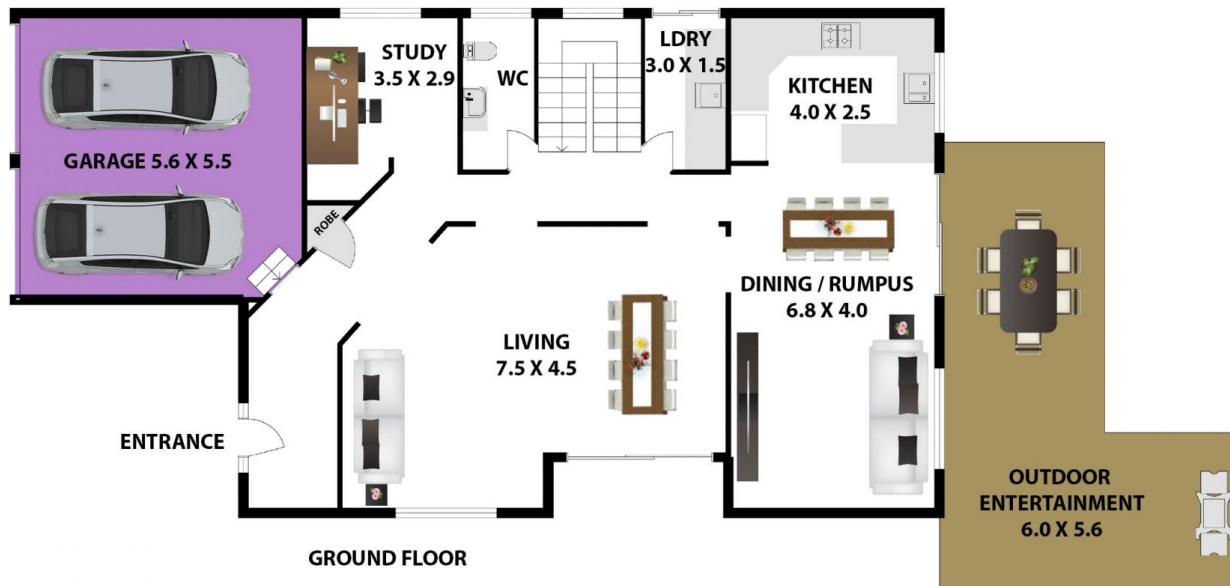 STUDY
3.5 X 2.9
WC
LDRY
3.0 X 1.5
KITCHEN
4.0 X 2.5
GARAGE 5.6 X 5.5
ROBE
DINING / RUMPUS
6.8 X 4.0
LIVING
7.5 X 4.5
ENTRANCE
OUTDOOR
ENTERTAINMENT
6.0 X 5.6
GROUND FLOOR